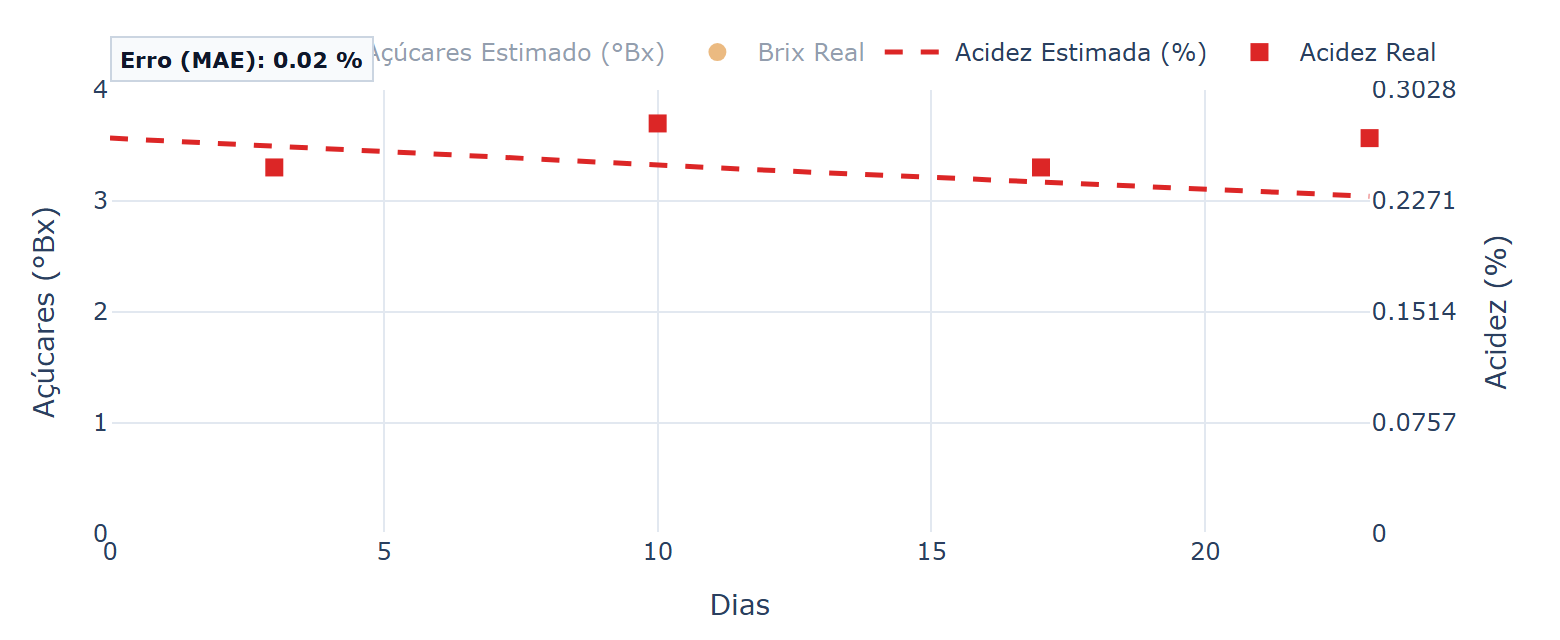 Erro (MAE): 0.02 %
Açúcares Estimado (°Bx)
Brix Real
Acidez Estimada (%)
Acidez Real
4
3
2
1
0
Açúcares (°Bx)
0.3028
0.2271
0.1514
0.0757
0
Acidez (%)
0
5
10
15
20
Dias